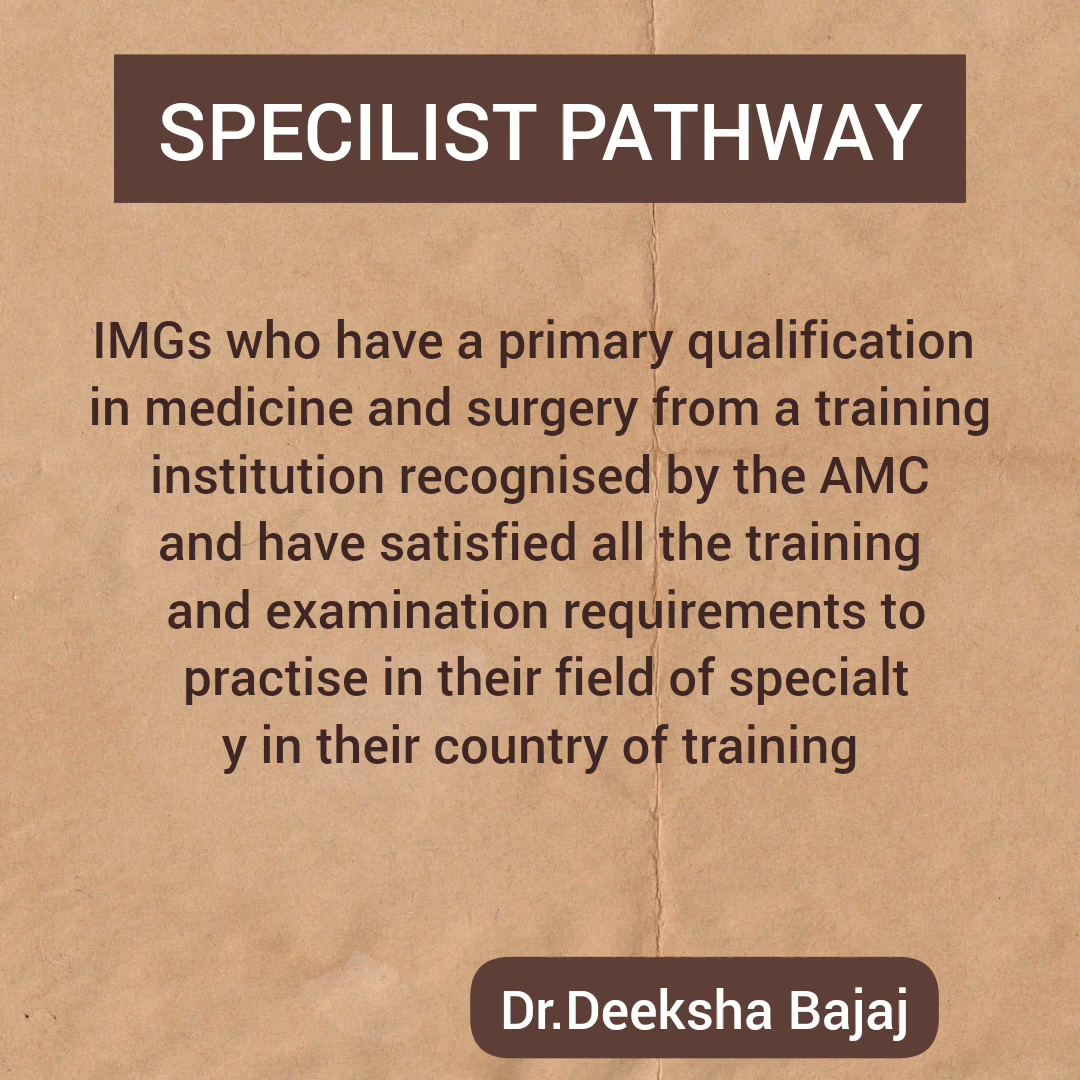 SPECILIST PATHWAY
IMGs who have a primary qualification
in medicine and surgery from a training
institution recognised by the AMC
and have satisfied all the training
and examination requirements to
practise in their field of specialt
y in their country of training
Dr.Deeksha Bajaj